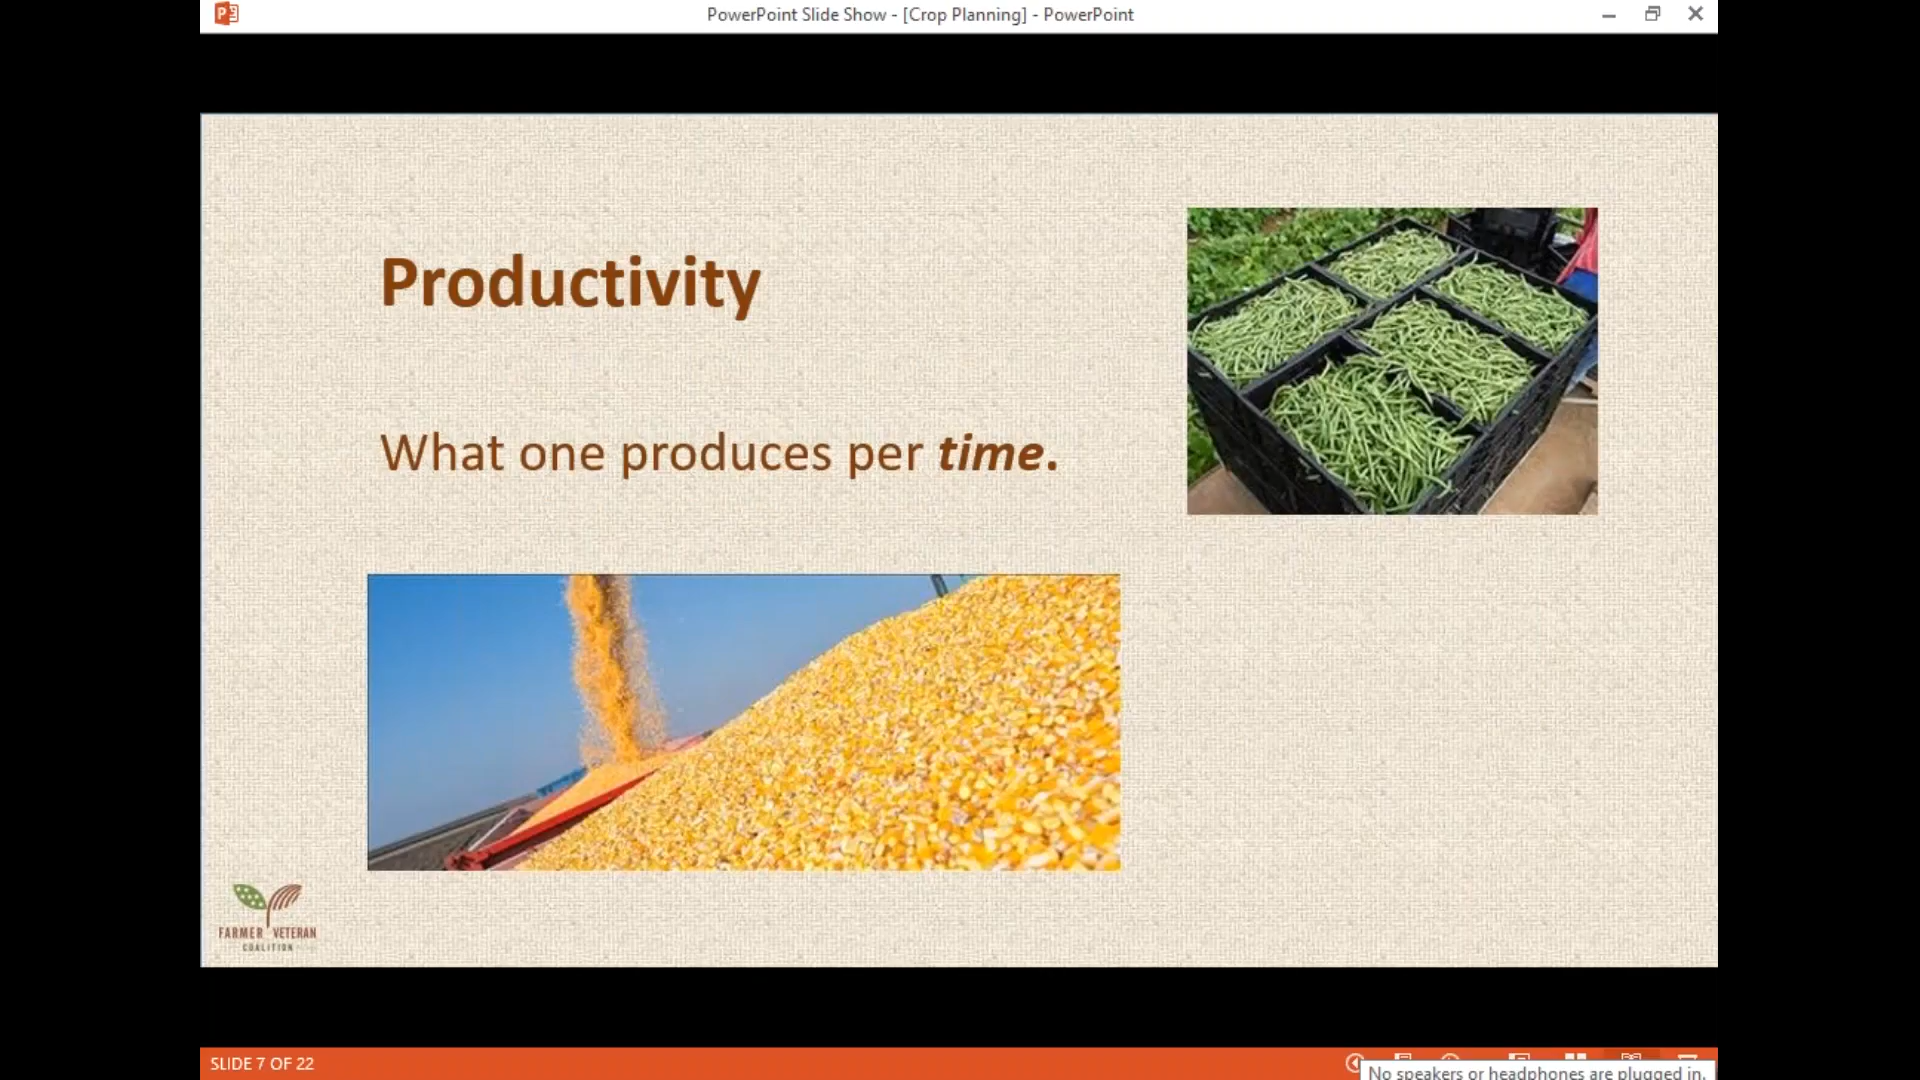 PowerPoint Slide Show - [Crop Planning] - PowerPoint
Productivity
What one produces per time.
FARMER VETERAN
COALITION
SLIDE 7 OF 22
No speakers or headphones are plugged in.